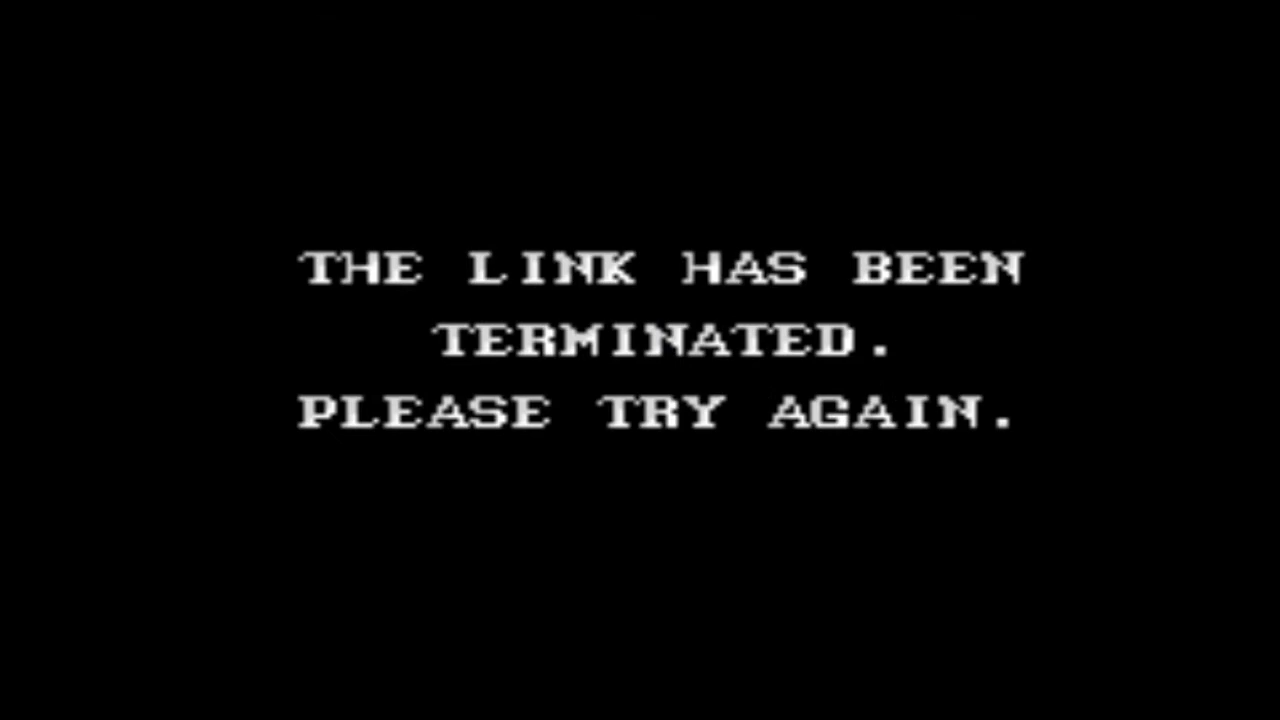 THE LINK HAS BEEN
TERMINATED.
PLEASE TRY AGAIN.